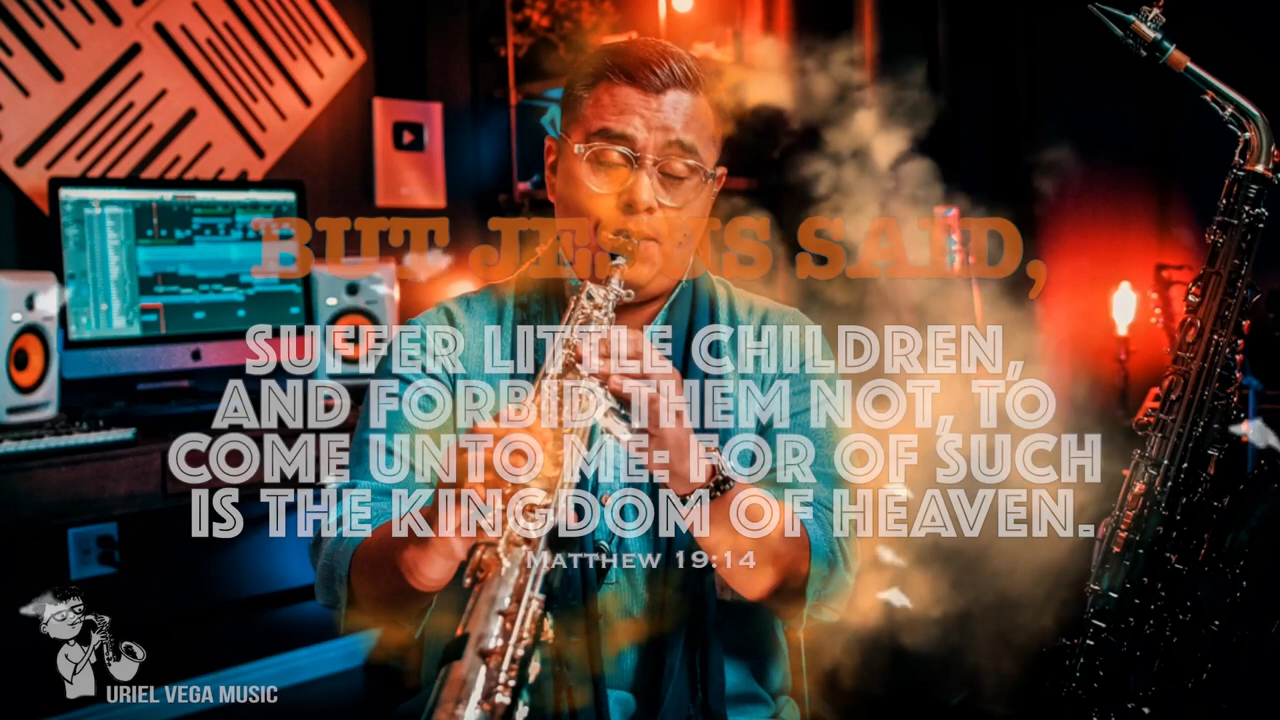 BUT JESUS SAID,
SUFFER LITTLE CHILDREN,
AND FORBID THEM NOT, TO
COME UNTO ME: FOR OF SUCH
IS THE KINGDOM OF HEAVEN.
MATTHEW 19:14
URIEL VEGA MUSIC